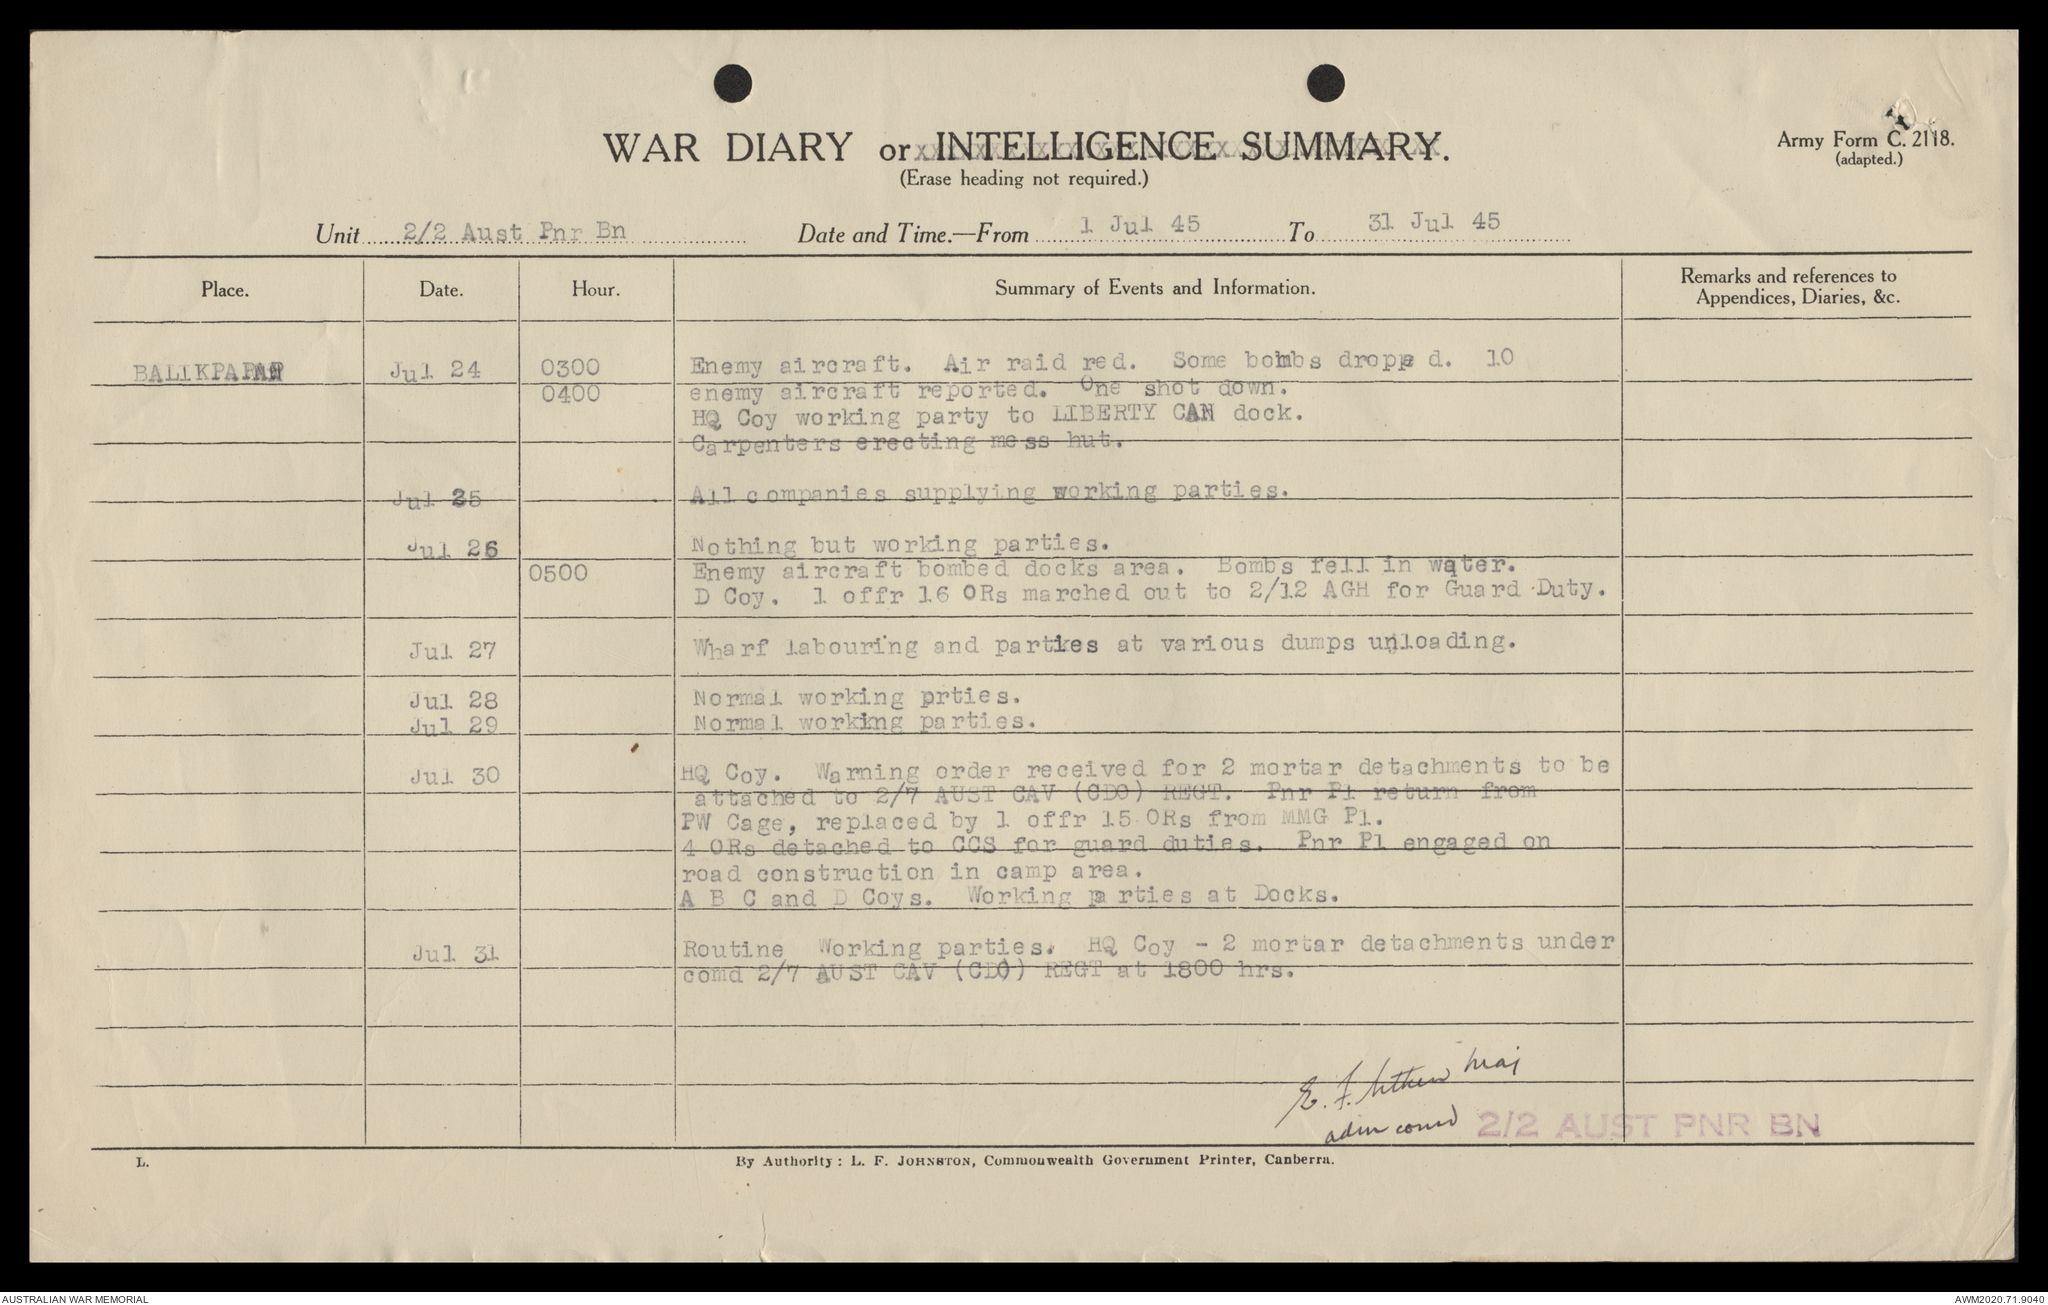 WAR DIARY or INTELLIGENCE SUMMARY.
(Erase heading not required.)
Army Form C. 2118.
(adapted.)
Unit 2/2 Aust Pnr Bn Date and Time.—From 1 Jul 45 To 31 Jul 45
Place. Date. Hour. Summary of Events and Information. Remarks and references to
Appendices, Diaries, &c.
BALIKPAPAN Jul 24 0300 Enemy aircraft. Air raid red. Some bombs dropped. 10
0400 enemy aircraft reported. One shot down.
HQ Coy working party to LIBERTY CAN dock.
Carpenters erecting mess hut.
Jul 25 All companies supplying working parties.
Jul 26 Nothing but working parties.
0500 Enemy aircraft bombed docks area. Bombs fell in water.
D Coy. 1 offr 16 ORs marched out to 2/12 AGH for Guard Duty.
Jul 27 Wharf labouring and parties at various dumps unloading.
Jul 28 Normal working prties.
Jul 29 Normal working parties.
Jul 30 HQ Coy. Warning order received for 2 mortar detachments to be
attached to 2/7 AUST CAV (CDO) REGT. Pnr Pl return from
PW Cage, replaced by 1 offr 15 ORs from MMG Pl.
4 ORs detached to CCS for guard duties. Pnr Pl engaged on
road construction in camp area.
A B C and D Coys. Working parties at Docks.
Jul 31 Routine Working parties. HQ Coy - 2 mortar detachments under
comd 2/7 AUST CAV (CDO) REGT at 1800 hrs.
E. F. Aitken Maj
adm comd 2/2 AUST PNR BN
L. By Authority: L. F. JOHNSTON, Commonwealth Government Printer, Canberra.
AUSTRALIAN WAR MEMORIAL AWM2020.71.9040